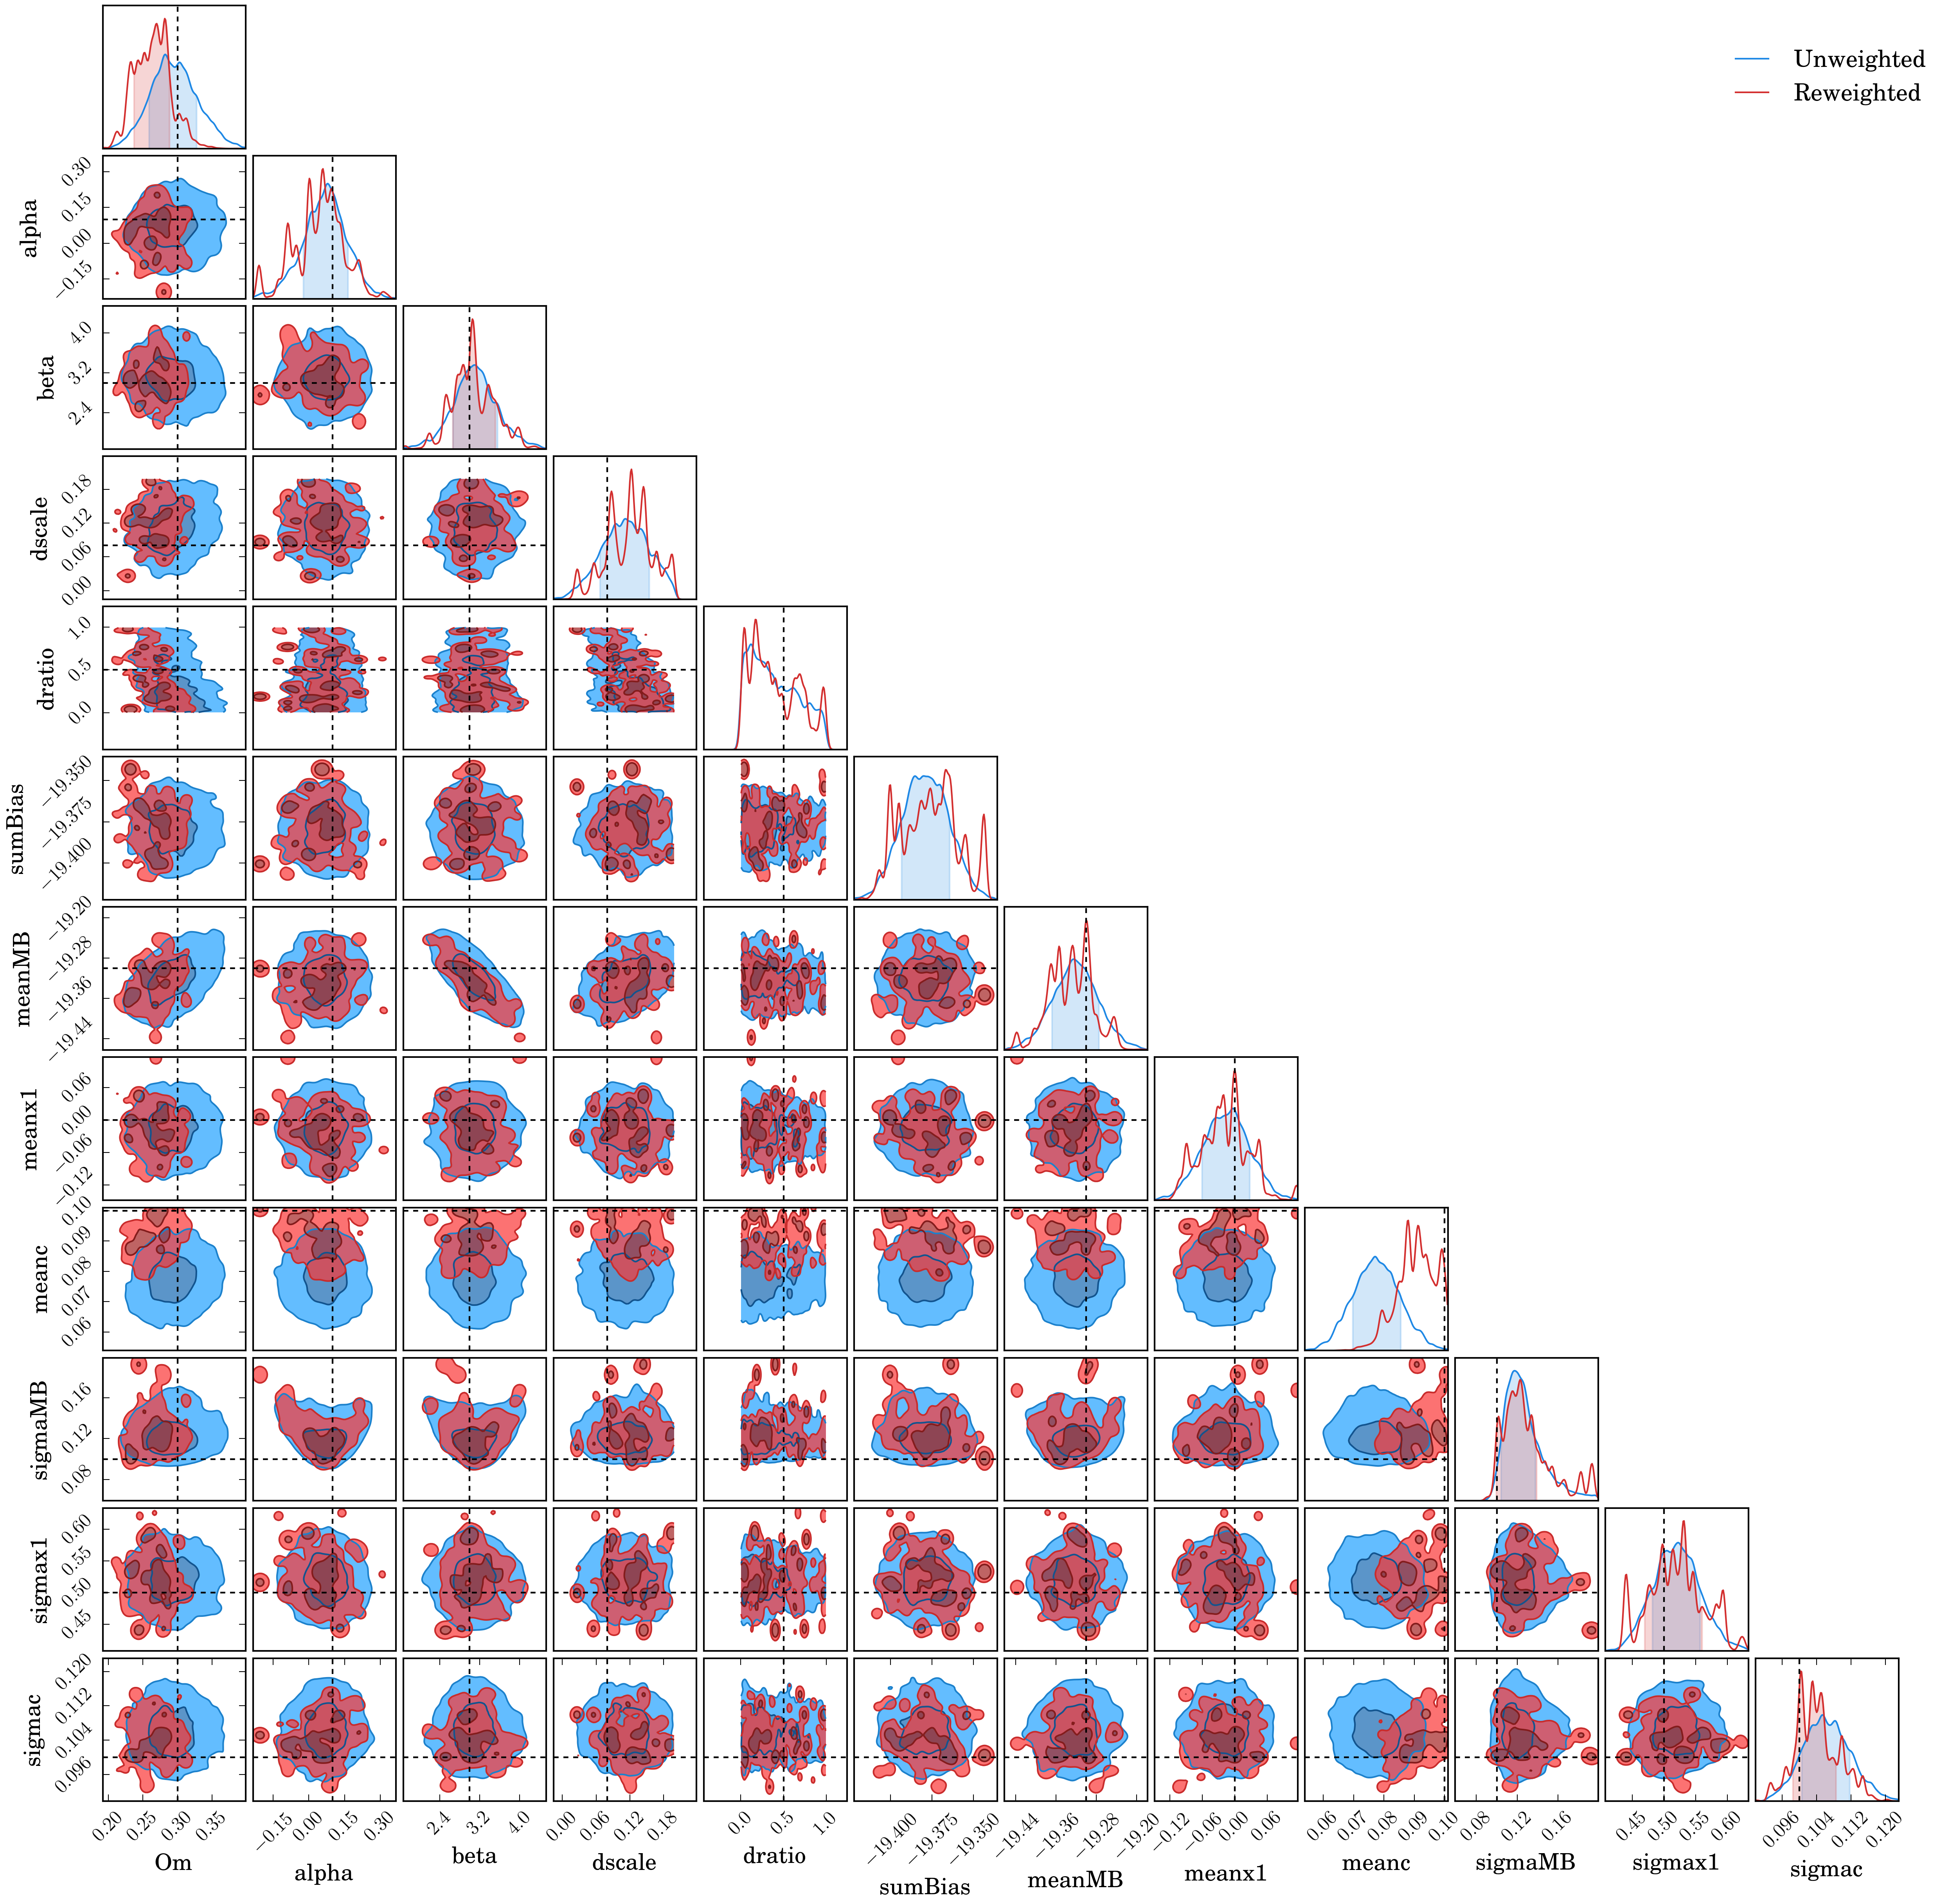 Unweighted
Reweighted
alpha
0.30
0.15
0.00
−0.15
beta
4.0
3.2
2.4
dscale
0.18
0.12
0.06
0.00
dratio
1.0
0.5
0.0
sumBias
−19.350
−19.375
−19.400
meanMB
−19.20
−19.28
−19.36
−19.44
meanx1
0.06
0.00
−0.06
−0.12
meanc
0.10
0.09
0.08
0.07
0.06
sigmaMB
0.16
0.12
0.08
sigmax1
0.60
0.55
0.50
0.45
sigmac
0.120
0.112
0.104
0.096
0.20 0.25 0.30 0.35
−0.15 0.00 0.15 0.30
2.4 3.2 4.0
0.00 0.06 0.12 0.18
0.0 0.5 1.0
−19.400 −19.375 −19.350
−19.44 −19.36 −19.28 −19.20
−0.12 −0.06 0.00 0.06
0.06 0.07 0.08 0.09 0.10
0.08 0.12 0.16
0.45 0.50 0.55 0.60
0.096 0.104 0.112 0.120
Om
alpha
beta
dscale
dratio
sumBias
meanMB
meanx1
meanc
sigmaMB
sigmax1
sigmac